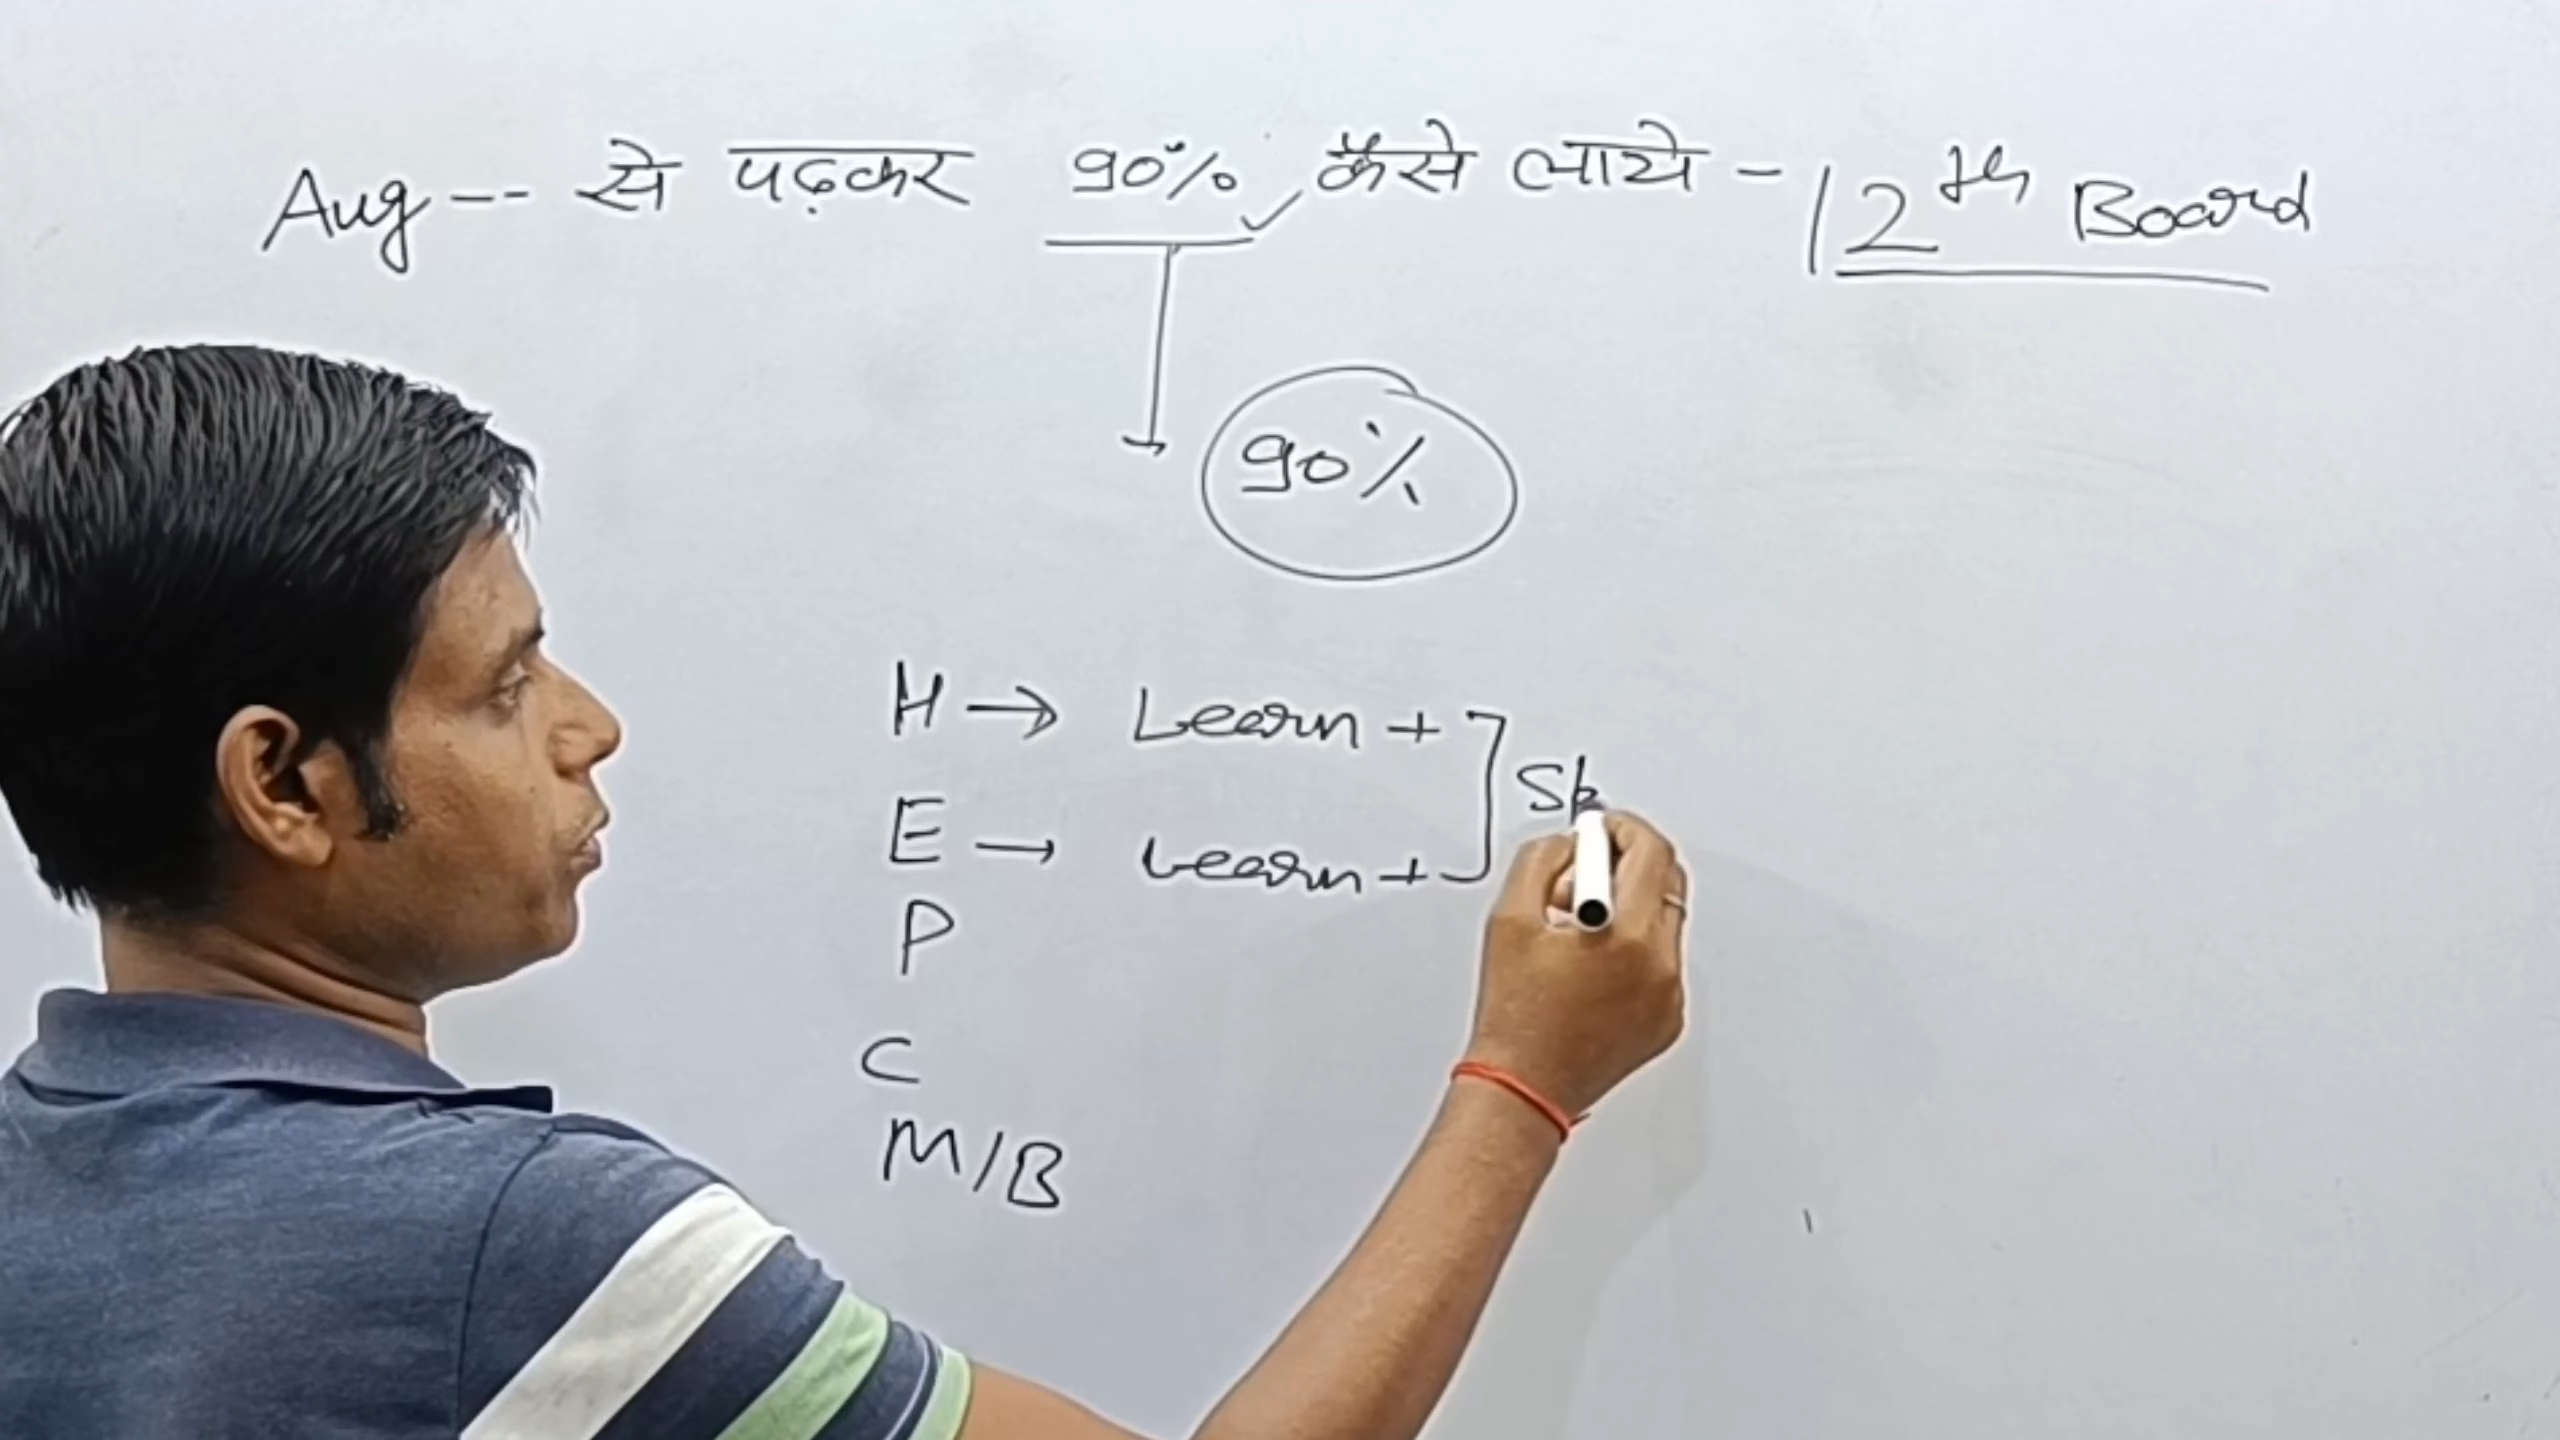 Aug -- से पढ़कर 90% कैसे लाये - 12th Board
90%
H → Learn +
E → Learn +
P
C
M/B